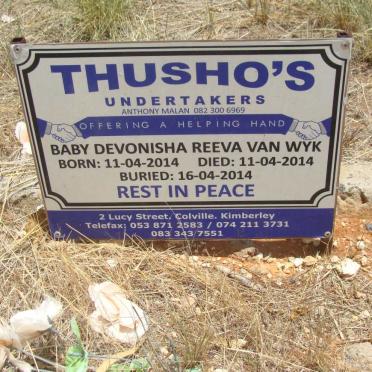 THUSHO'S
UNDERTAKERS
ANTHONY MALAN 082 300 6969
OFFERING A HELPING HAND
BABY DEVONISHA REEVA VAN WYK
BORN: 11-04-2014 DIED: 11-04-2014
BURIED: 16-04-2014
REST IN PEACE
2 Lucy Street, Colville. Kimberley
Telefax: 053 871 2583 / 074 211 3731
083 343 7551